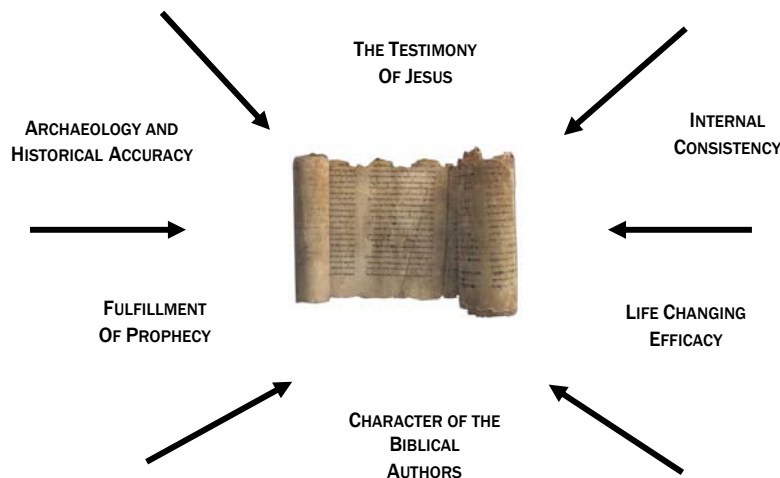 THE TESTIMONY
OF JESUS
ARCHAEOLOGY AND
HISTORICAL ACCURACY
INTERNAL
CONSISTENCY
FULFILLMENT
OF PROPHECY
LIFE CHANGING
EFFICACY
CHARACTER OF THE
BIBLICAL
AUTHORS